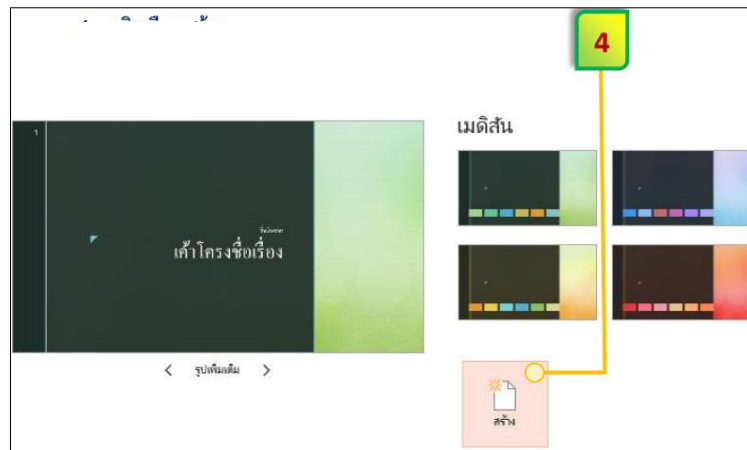 4
เมดิสัน
1
เค้าโครงชื่อเรื่อง
รูปเพิ่มเติม
สร้าง